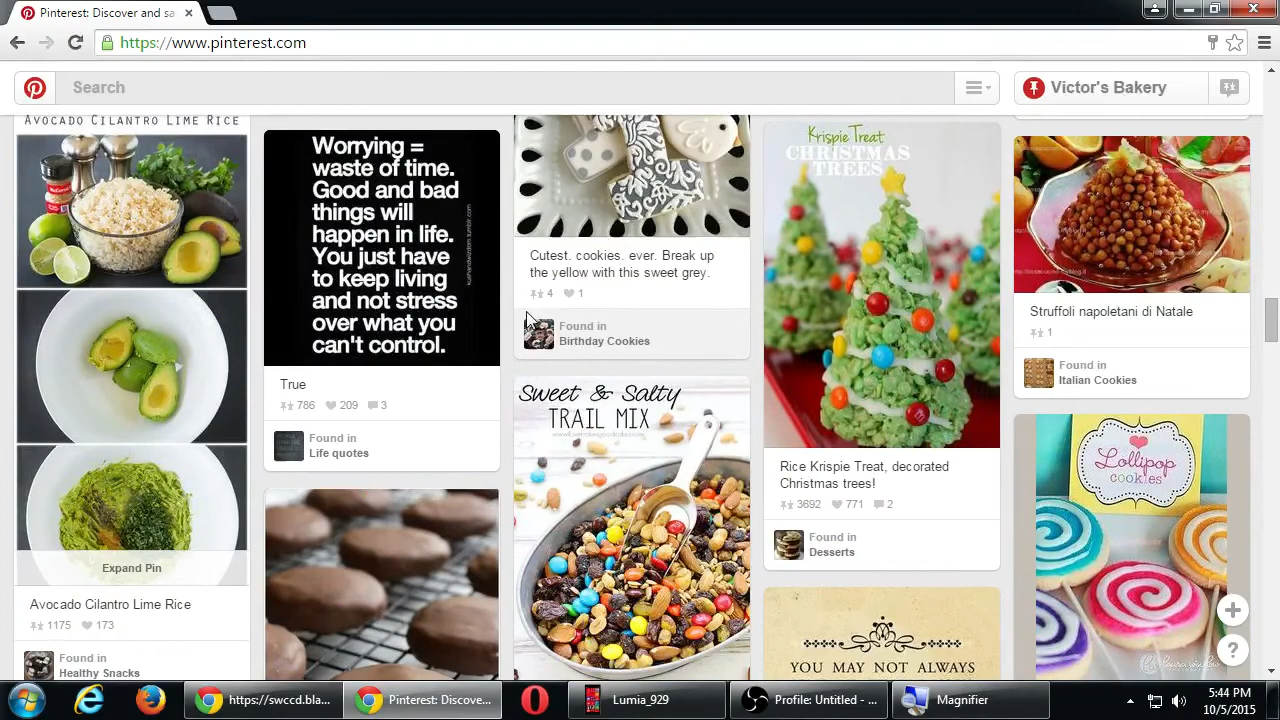 Pinterest: Discover and sa
https://www.pinterest.com
Search
Victor's Bakery
AVOCADO CILANTRO LIME RICE
Expand Pin
Avocado Cilantro Lime Rice
1175 173
Found in
Healthy Snacks
Worrying =
waste of time.
Good and bad
things will
happen in life.
You just have
to keep living
and not stress
over what you
can't control.
True
786 209 3
Found in
Life quotes
Cutest. cookies. ever. Break up
the yellow with this sweet grey.
4 1
Found in
Birthday Cookies
Sweet & Salty
TRAIL MIX
Krispie Treat
CHRISTMAS
TREES
Rice Krispie Treat, decorated
Christmas trees!
3692 771 2
Found in
Desserts
YOU MAY NOT ALWAYS
Struffoli napoletani di Natale
1
Found in
Italian Cookies
Lollipop
cookies
https://swccd.bla...
Pinterest: Discove...
Lumia_929
Profile: Untitled - ...
Magnifier
5:44 PM
10/5/2015